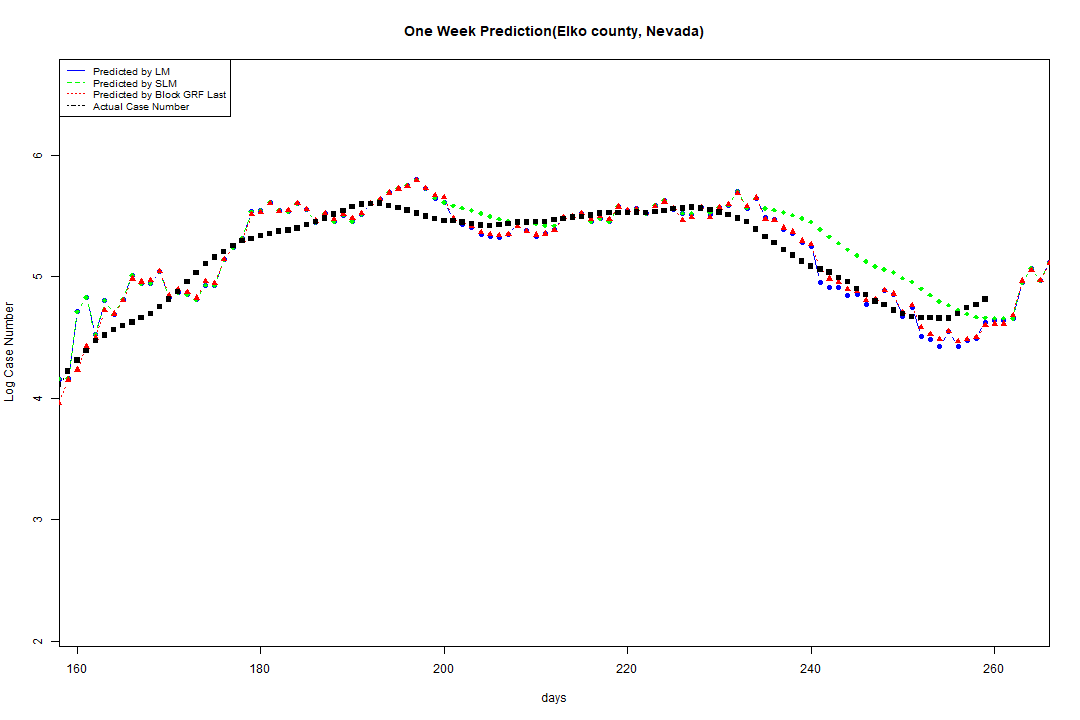 One Week Prediction(Elko county, Nevada)
Predicted by LM
Predicted by SLM
Predicted by Block GRF Last
Actual Case Number
6
5
4
3
2
Log Case Number
160 180 200 220 240 260
days